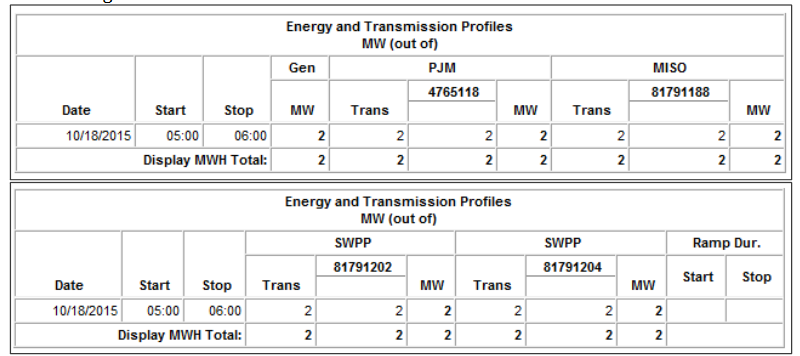 Energy and Transmission Profiles
MW (out of)
Gen PJM MISO
4765118 81791188
Date Start Stop MW Trans MW Trans MW
10/18/2015 05:00 06:00 2 2 2 2 2 2 2
Display MWH Total: 2 2 2 2 2 2 2
Energy and Transmission Profiles
MW (out of)
SWPP SWPP Ramp Dur.
81791202 81791204
Date Start Stop Trans MW Trans MW Start Stop
10/18/2015 05:00 06:00 2 2 2 2 2 2
Display MWH Total: 2 2 2 2 2 2